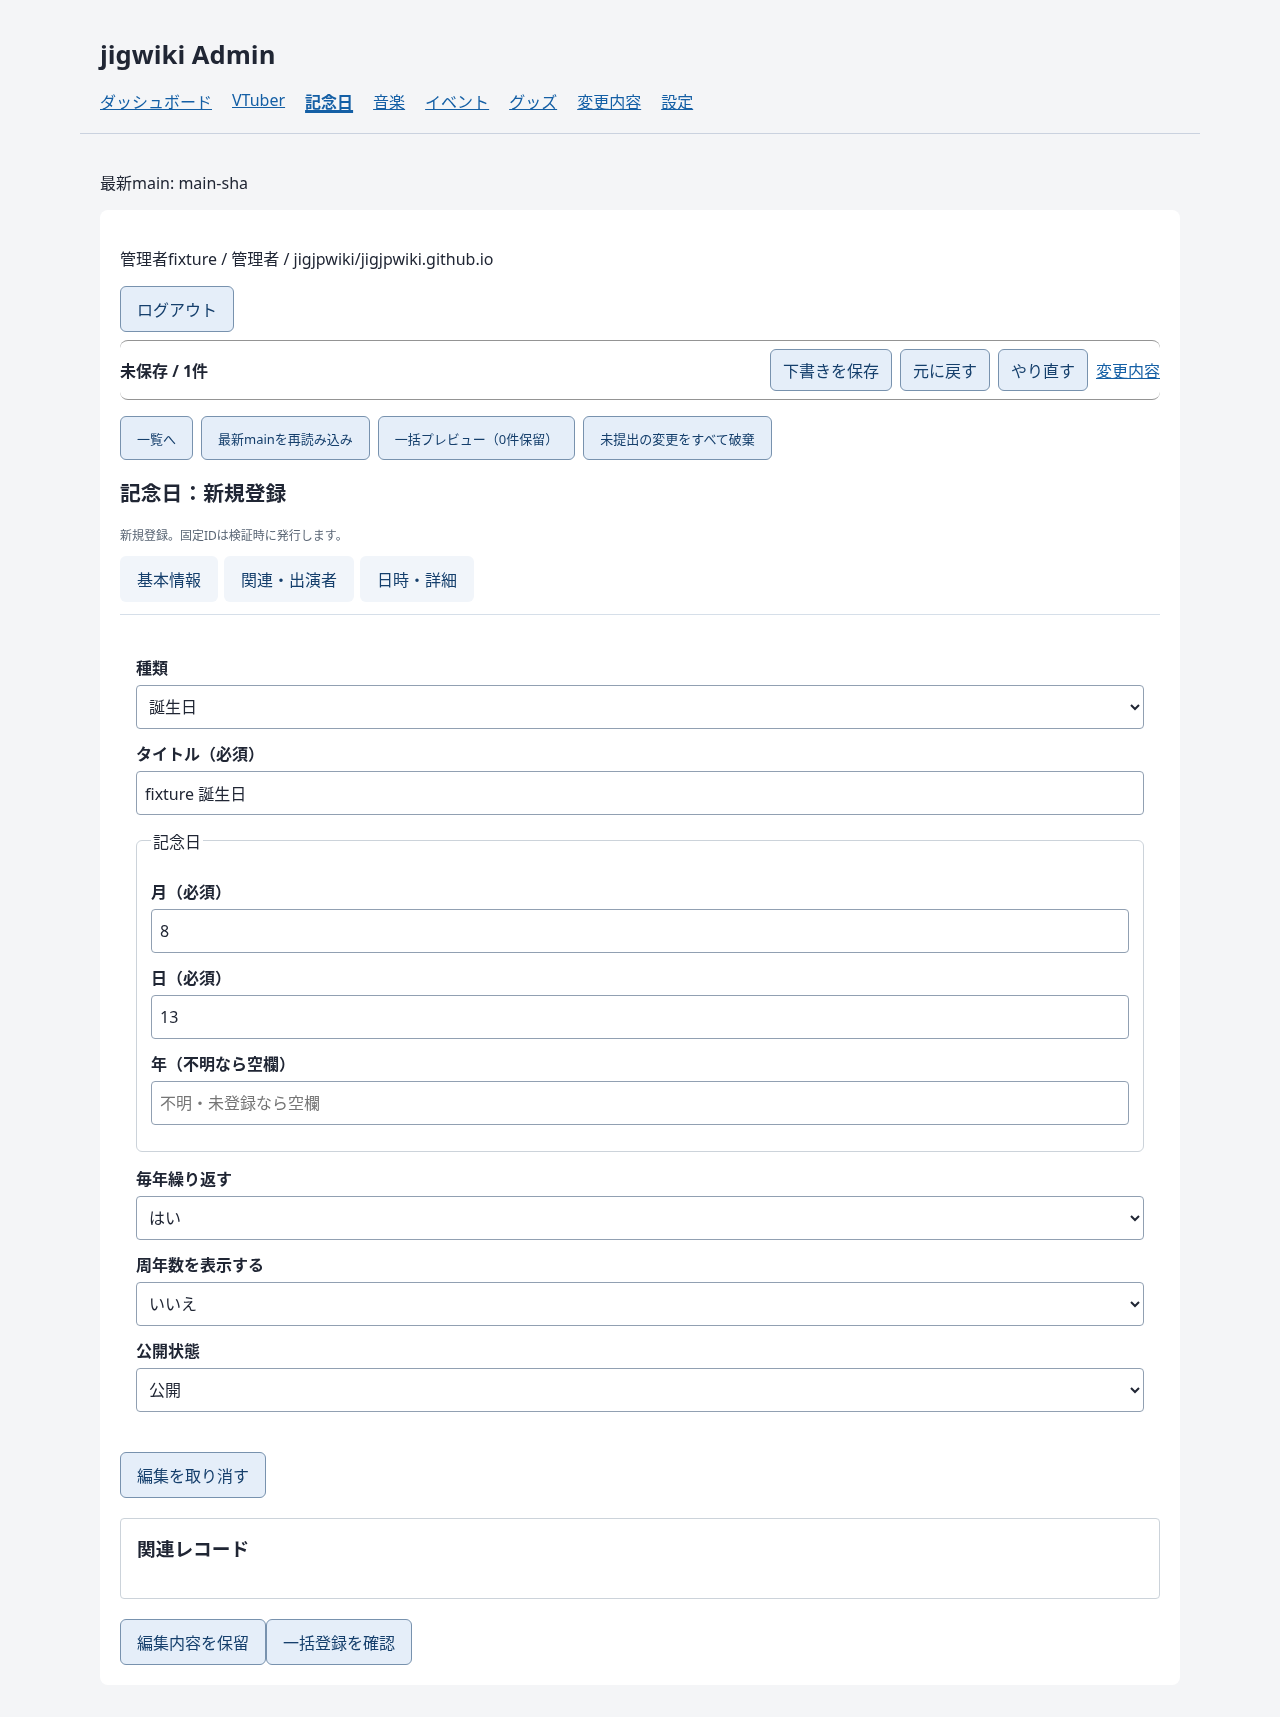 jigwiki Admin
ダッシュボード VTuber 記念日 音楽 イベント グッズ 変更内容 設定
最新main: main-sha
管理者fixture / 管理者 / jigjpwiki/jigjpwiki.github.io
ログアウト
未保存 / 1件 下書きを保存 元に戻す やり直す 変更内容
一覧へ 最新mainを再読み込み 一括プレビュー（0件保留） 未提出の変更をすべて破棄
記念日：新規登録
新規登録。固定IDは検証時に発行します。
基本情報 関連・出演者 日時・詳細
種類
誕生日
タイトル（必須）
fixture 誕生日
記念日
月（必須）
8
日（必須）
13
年（不明なら空欄）
不明・未登録なら空欄
毎年繰り返す
はい
周年数を表示する
いいえ
公開状態
公開
編集を取り消す
関連レコード
編集内容を保留 一括登録を確認